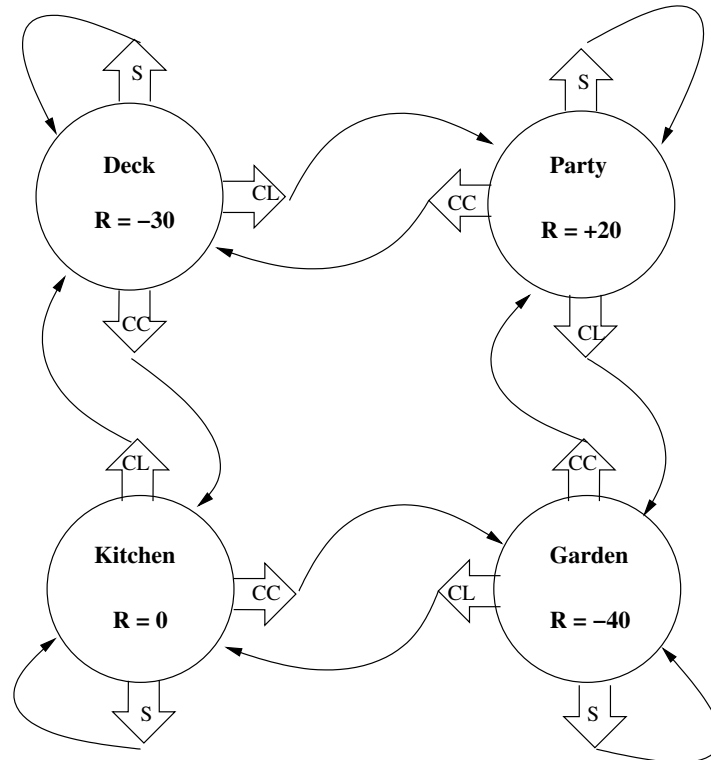 S
S
Deck
Party
CL
CC
R = −30
R = +20
CC
CL
CL
CC
Kitchen
Garden
CC
CL
R = 0
R = −40
S
S